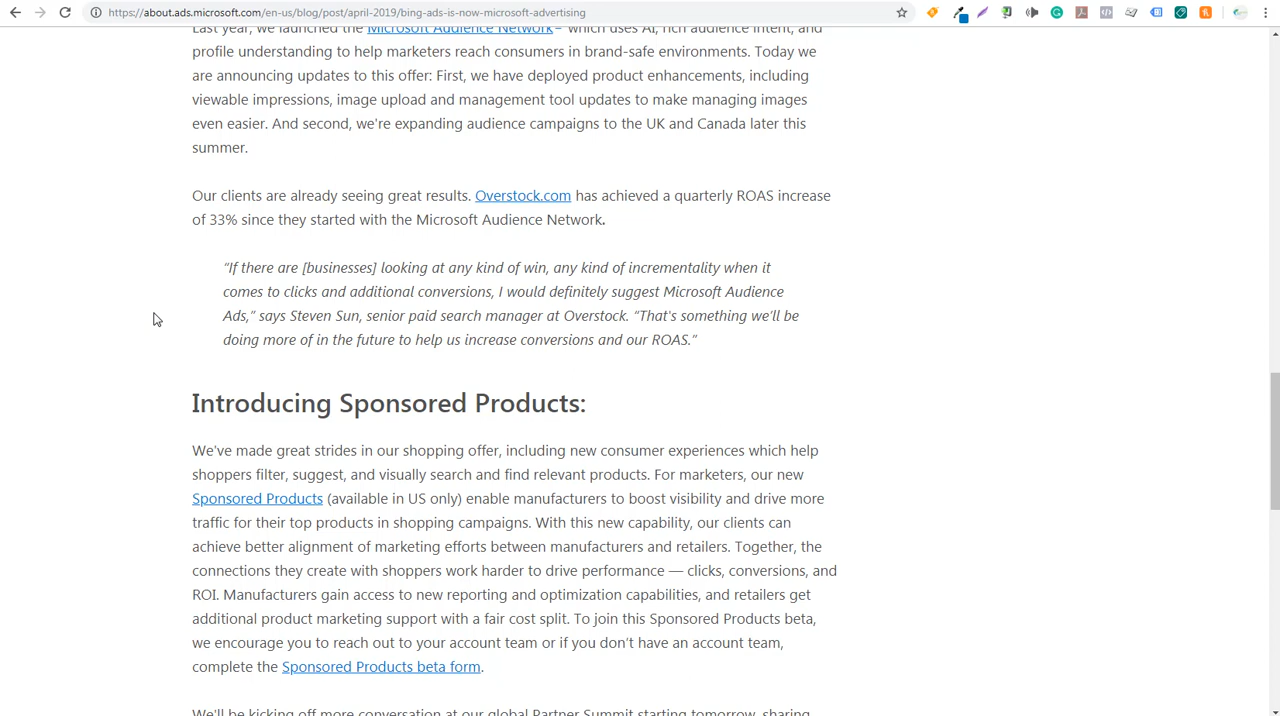 https://about.ads.microsoft.com/en-us/blog/post/april-2019/bing-ads-is-now-microsoft-advertising
Last year, we launched the Microsoft Audience Network – which uses AI, rich audience intent, and
profile understanding to help marketers reach consumers in brand-safe environments. Today we
are announcing updates to this offer: First, we have deployed product enhancements, including
viewable impressions, image upload and management tool updates to make managing images
even easier. And second, we're expanding audience campaigns to the UK and Canada later this
summer.
Our clients are already seeing great results. Overstock.com has achieved a quarterly ROAS increase
of 33% since they started with the Microsoft Audience Network.
“If there are [businesses] looking at any kind of win, any kind of incrementality when it
comes to clicks and additional conversions, I would definitely suggest Microsoft Audience
Ads,” says Steven Sun, senior paid search manager at Overstock. “That's something we’ll be
doing more of in the future to help us increase conversions and our ROAS.”
Introducing Sponsored Products:
We've made great strides in our shopping offer, including new consumer experiences which help
shoppers filter, suggest, and visually search and find relevant products. For marketers, our new
Sponsored Products (available in US only) enable manufacturers to boost visibility and drive more
traffic for their top products in shopping campaigns. With this new capability, our clients can
achieve better alignment of marketing efforts between manufacturers and retailers. Together, the
connections they create with shoppers work harder to drive performance — clicks, conversions, and
ROI. Manufacturers gain access to new reporting and optimization capabilities, and retailers get
additional product marketing support with a fair cost split. To join this Sponsored Products beta,
we encourage you to reach out to your account team or if you don’t have an account team,
complete the Sponsored Products beta form.
We'll be kicking off more conversation at our global Partner Summit starting tomorrow, sharing